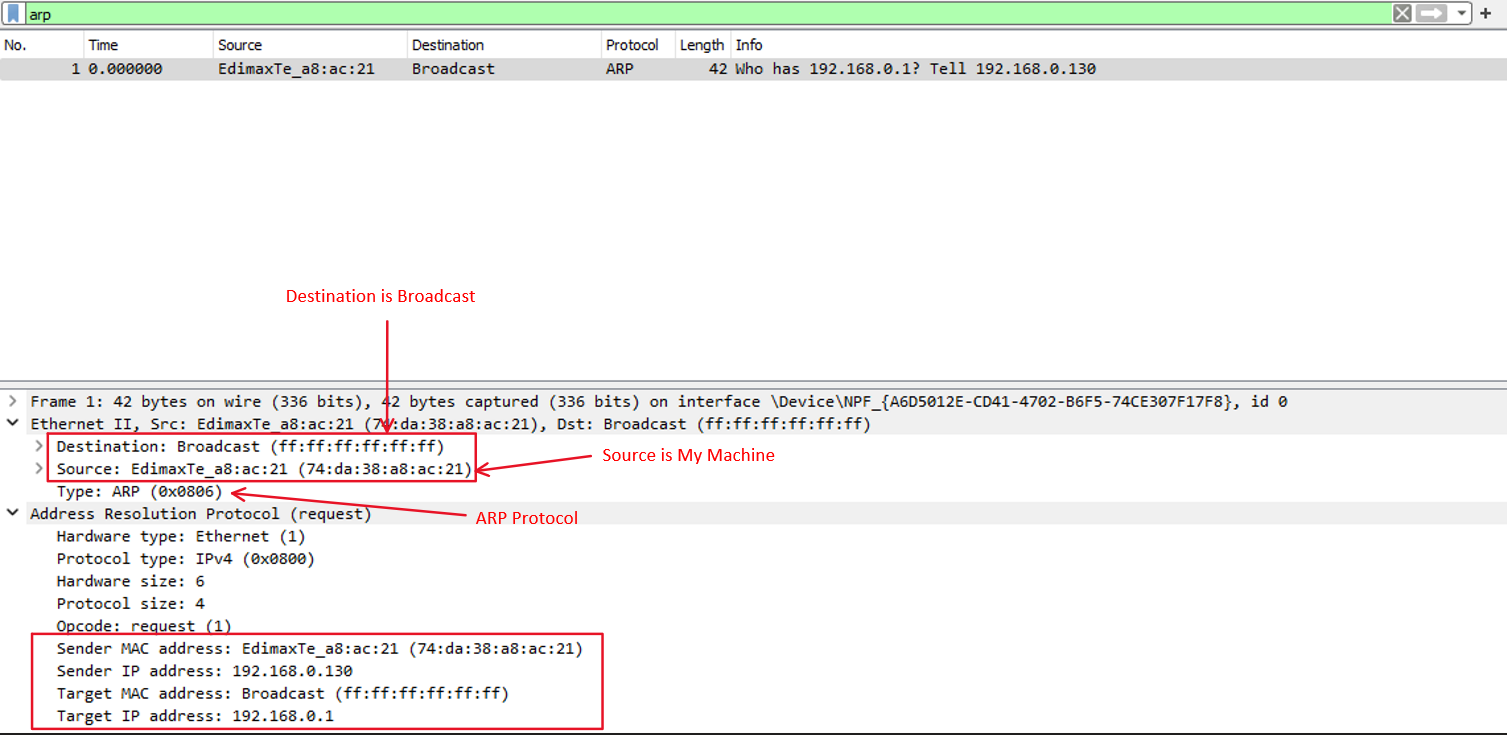 arp
No. Time Source Destination Protocol Length Info
1 0.000000 EdimaxTe_a8:ac:21 Broadcast ARP 42 Who has 192.168.0.1? Tell 192.168.0.130
Destination is Broadcast
Frame 1: 42 bytes on wire (336 bits), 42 bytes captured (336 bits) on interface \Device\NPF_{A6D5012E-CD41-4702-B6F5-74CE307F17F8}, id 0
Ethernet II, Src: EdimaxTe_a8:ac:21 (74:da:38:a8:ac:21), Dst: Broadcast (ff:ff:ff:ff:ff:ff)
Destination: Broadcast (ff:ff:ff:ff:ff:ff)
Source is My Machine
Source: EdimaxTe_a8:ac:21 (74:da:38:a8:ac:21)
Type: ARP (0x0806)
ARP Protocol
Address Resolution Protocol (request)
Hardware type: Ethernet (1)
Protocol type: IPv4 (0x0800)
Hardware size: 6
Protocol size: 4
Opcode: request (1)
Sender MAC address: EdimaxTe_a8:ac:21 (74:da:38:a8:ac:21)
Sender IP address: 192.168.0.130
Target MAC address: Broadcast (ff:ff:ff:ff:ff:ff)
Target IP address: 192.168.0.1